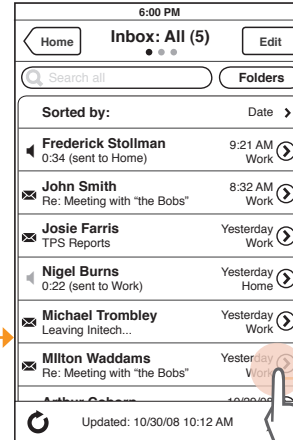 6:00 PM
Home Inbox: All (5) Edit
Search all Folders
Sorted by: Date
Frederick Stollman 9:21 AM
0:34 (sent to Home) Work
John Smith 8:32 AM
Re: Meeting with “the Bobs” Work
Josie Farris Yesterday
TPS Reports Work
Nigel Burns Yesterday
0:22 (sent to Work) Home
Michael Trombley Yesterday
Leaving Initech... Work
MIlton Waddams Yesterday
Re: Meeting with “the Bobs” Work
Updated: 10/30/08 10:12 AM